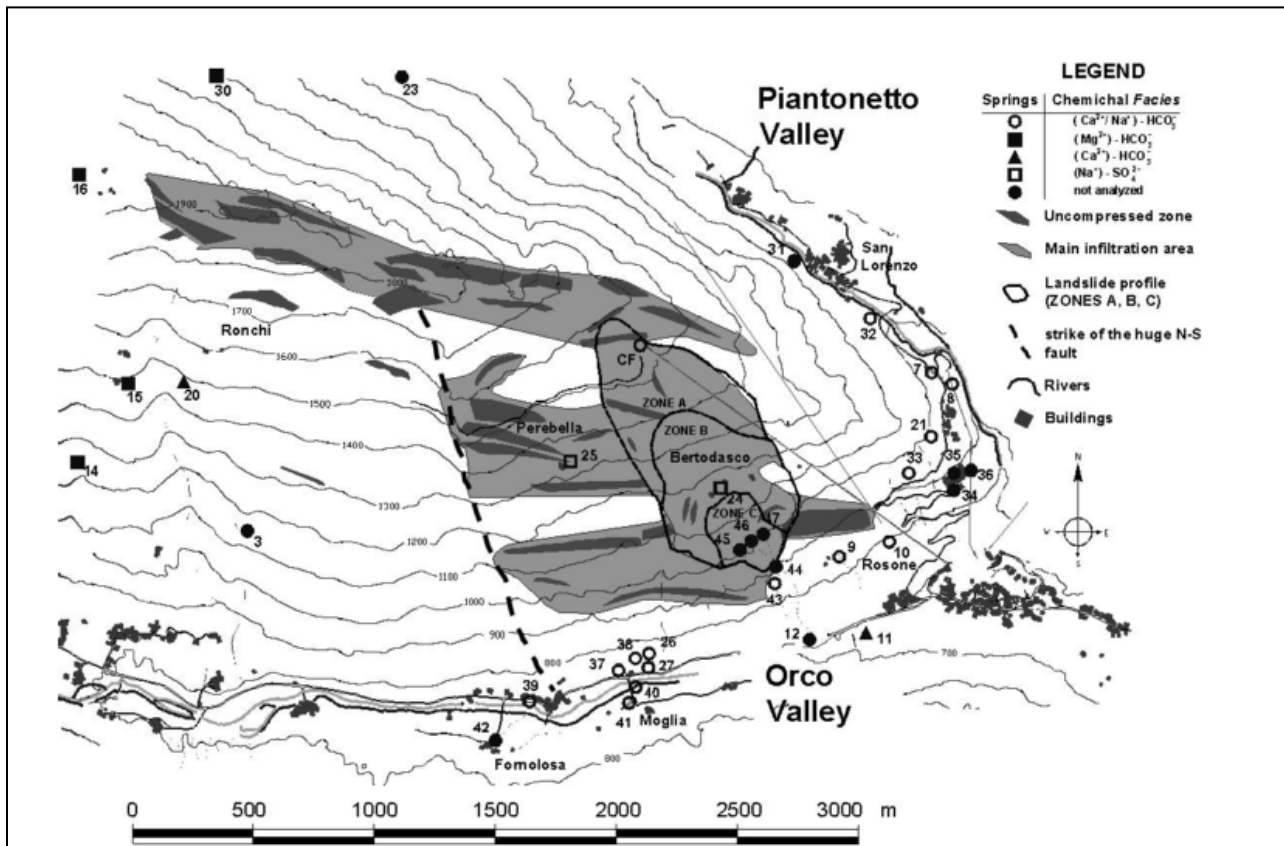 30
23
Piantonetto
Valley
LEGEND
Springs
Chemichal Facies
( Ca²⁺/ Na⁺) - HCO₃⁻
(Mg²⁺) - HCO₃⁻
(Ca²⁺) - HCO₃⁻
(Na⁺) - SO₄²⁻
not analyzed
Uncompressed zone
Main infiltration area
Landslide profile
(ZONES A, B, C)
strike of the huge N-S
fault
Rivers
Buildings
N
W
E
S
16
1900
31
San
Lorenzo
1700
Ronchi
1600
32
CF
7
8
15
20
1500
ZONE A
21
1400
Perebella
ZONE B
Bertodasco
25
33
35
36
34
14
24
1300
ZONE C
46
45
3
1200
9
10
Rosone
44
1100
43
1000
900
12
11
700
800
38
26
37
27
Orco
Valley
39
40
41
Moglia
42
Fornolosa
800
0
500
1000
1500
2000
2500
3000
m